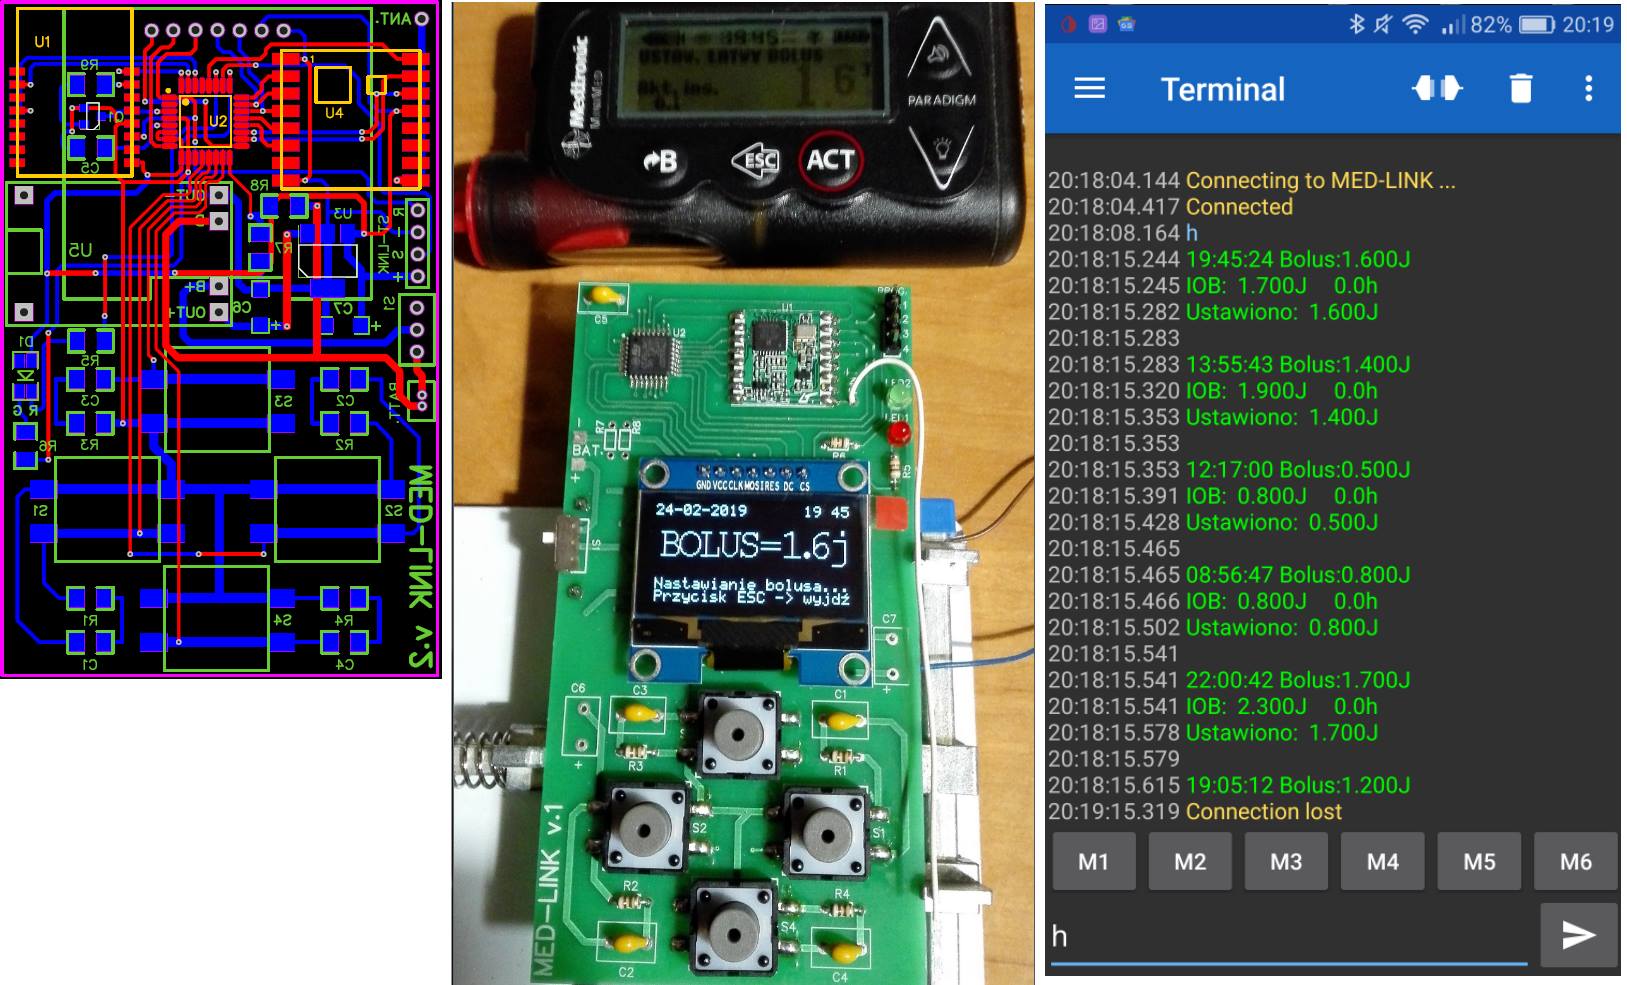 ANT.
U1
R9
U2
1
U4
Q1
C5
OUT-
R8
B-
U3
R - S +
ST-LINK
U5
R7
B+
S1
OUT+
C6
C7
+
+
D1
R5
BATT.
R G
C3
S3
C2
R6
R3
R2
S1
S2
MED-LINK v.2
R1
S4
R4
C1
C4
Medtronic
MiniMed
USTAW. ŁATWY BOLUS
Akt.ins.
0.1
PARADIGM
B
ESC
ACT
PROG.
1
2
3
4
C5
U2
U1
LED2
LED1
R7
R8
-
BAT.
+
R6
R5
GND VCC CLK MOSI RES DC CS
S1
24-02-2019 19 45
BOLUS=1.6j
Nastawianie bolusa...
Przycisk ESC -> wyjdź
C7
+
C6
C3
C1
+
R3
R1
S2
S1
R2
R4
S4
C2
C4
MED-LINK v.1
82% 20:19
Terminal
20:18:04.144 Connecting to MED-LINK ...
20:18:04.417 Connected
20:18:08.164 h
20:18:15.244 19:45:24 Bolus:1.600J
20:18:15.245 IOB: 1.700J 0.0h
20:18:15.282 Ustawiono: 1.600J
20:18:15.283
20:18:15.283 13:55:43 Bolus:1.400J
20:18:15.320 IOB: 1.900J 0.0h
20:18:15.353 Ustawiono: 1.400J
20:18:15.353
20:18:15.353 12:17:00 Bolus:0.500J
20:18:15.391 IOB: 0.800J 0.0h
20:18:15.428 Ustawiono: 0.500J
20:18:15.465
20:18:15.465 08:56:47 Bolus:0.800J
20:18:15.466 IOB: 0.800J 0.0h
20:18:15.502 Ustawiono: 0.800J
20:18:15.541
20:18:15.541 22:00:42 Bolus:1.700J
20:18:15.541 IOB: 2.300J 0.0h
20:18:15.578 Ustawiono: 1.700J
20:18:15.579
20:18:15.615 19:05:12 Bolus:1.200J
20:19:15.319 Connection lost
M1 M2 M3 M4 M5 M6
h